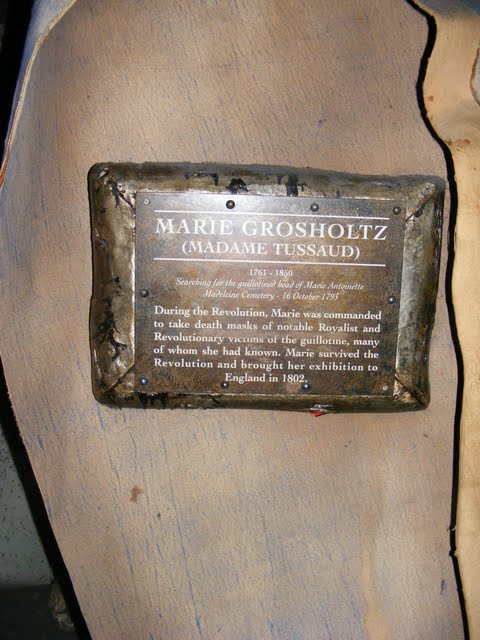 MARIE GROSHOLTZ
(MADAME TUSSAUD)
1761 - 1850
Searching for the guillotined head of Marie Antoinette
Madeleine Cemetery - 16 October 1793
During the Revolution, Marie was commanded
to take death masks of notable Royalist and
Revolutionary victims of the guillotine, many
of whom she had known. Marie survived the
Revolution and brought her exhibition to
England in 1802.